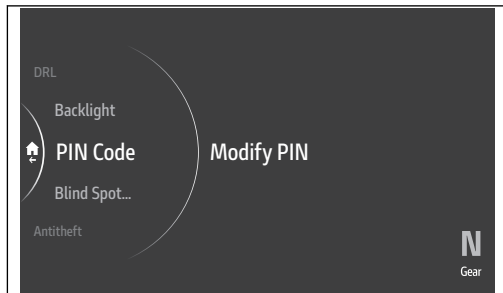 DRL
Backlight
PIN Code
Modify PIN
Blind Spot...
Antitheft
N
Gear